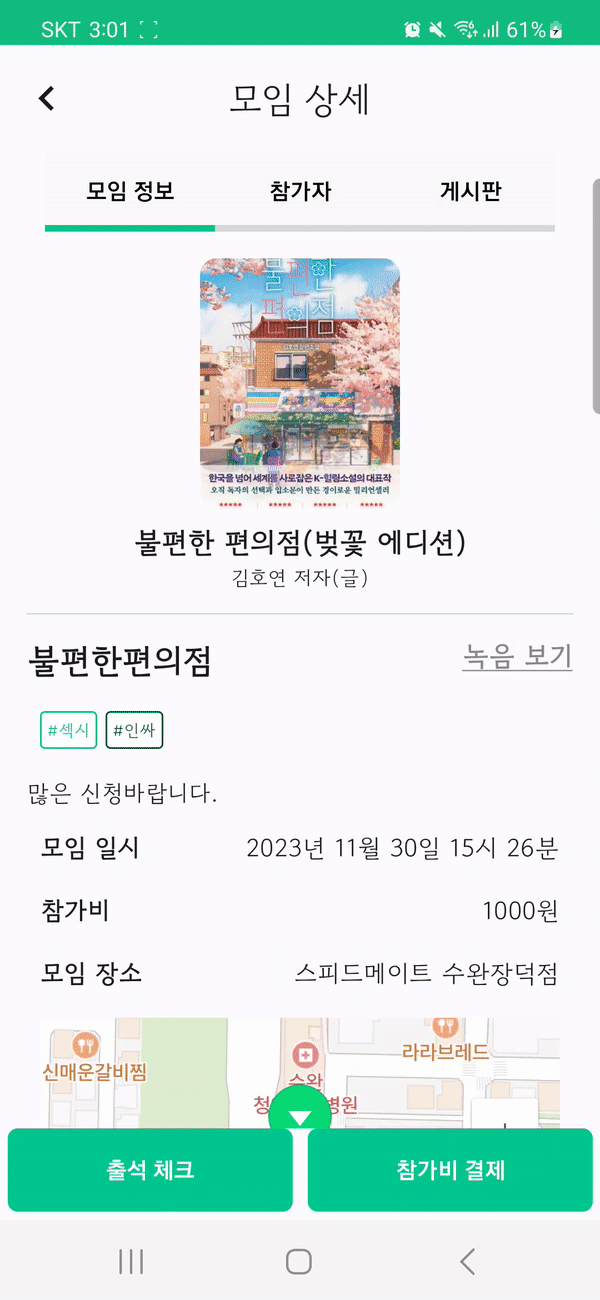 SKT 3:01 61%
모임 상세
모임 정보 참가자 게시판
불편한
편의점
김호연 장편소설
한국을 넘어 세계를 사로잡은 K-힐링소설의 대표작
오직 독자의 선택과 입소문이 만든 경이로운 밀리언셀러
불편한 편의점(벚꽃 에디션)
김호연 저자(글)
불편한편의점 녹음 보기
#섹시 #인싸
많은 신청바랍니다.
모임 일시 2023년 11월 30일 15시 26분
참가비 1000원
모임 장소 스피드메이트 수완장덕점
라라브레드
신매운갈비찜
수완
청 병원
출석 체크 참가비 결제